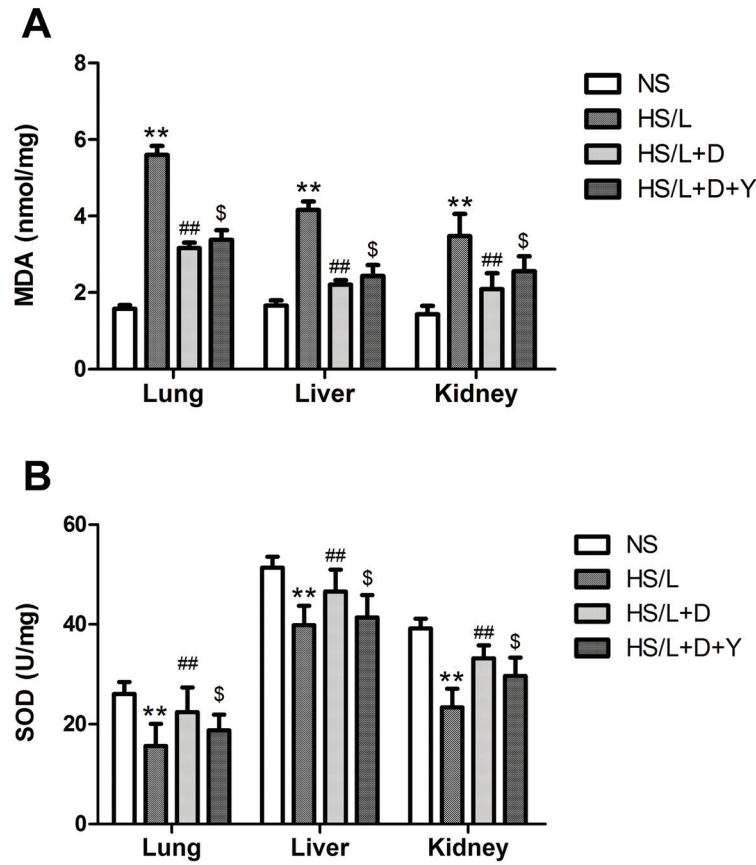 A
MDA (nmol/mg)
8
6
4
2
0
** ## $
** ## $
** ## $
Lung Liver Kidney
NS
HS/L
HS/L+D
HS/L+D+Y
B
SOD (U/mg)
60
40
20
0
** ## $
** ## $
** ## $
Lung Liver Kidney
NS
HS/L
HS/L+D
HS/L+D+Y